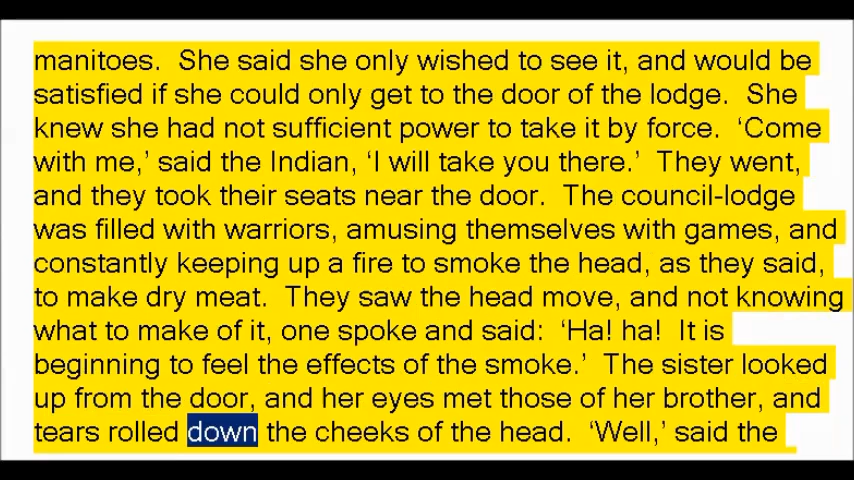 manitoes.  She said she only wished to see it, and would be
satisfied if she could only get to the door of the lodge.  She
knew she had not sufficient power to take it by force.  ‘Come
with me,’ said the Indian, ‘I will take you there.’  They went,
and they took their seats near the door.  The council-lodge
was filled with warriors, amusing themselves with games, and
constantly keeping up a fire to smoke the head, as they said,
to make dry meat.  They saw the head move, and not knowing
what to make of it, one spoke and said:  ‘Ha! ha!  It is
beginning to feel the effects of the smoke.’  The sister looked
up from the door, and her eyes met those of her brother, and
tears rolled down the cheeks of the head.  ‘Well,’ said the